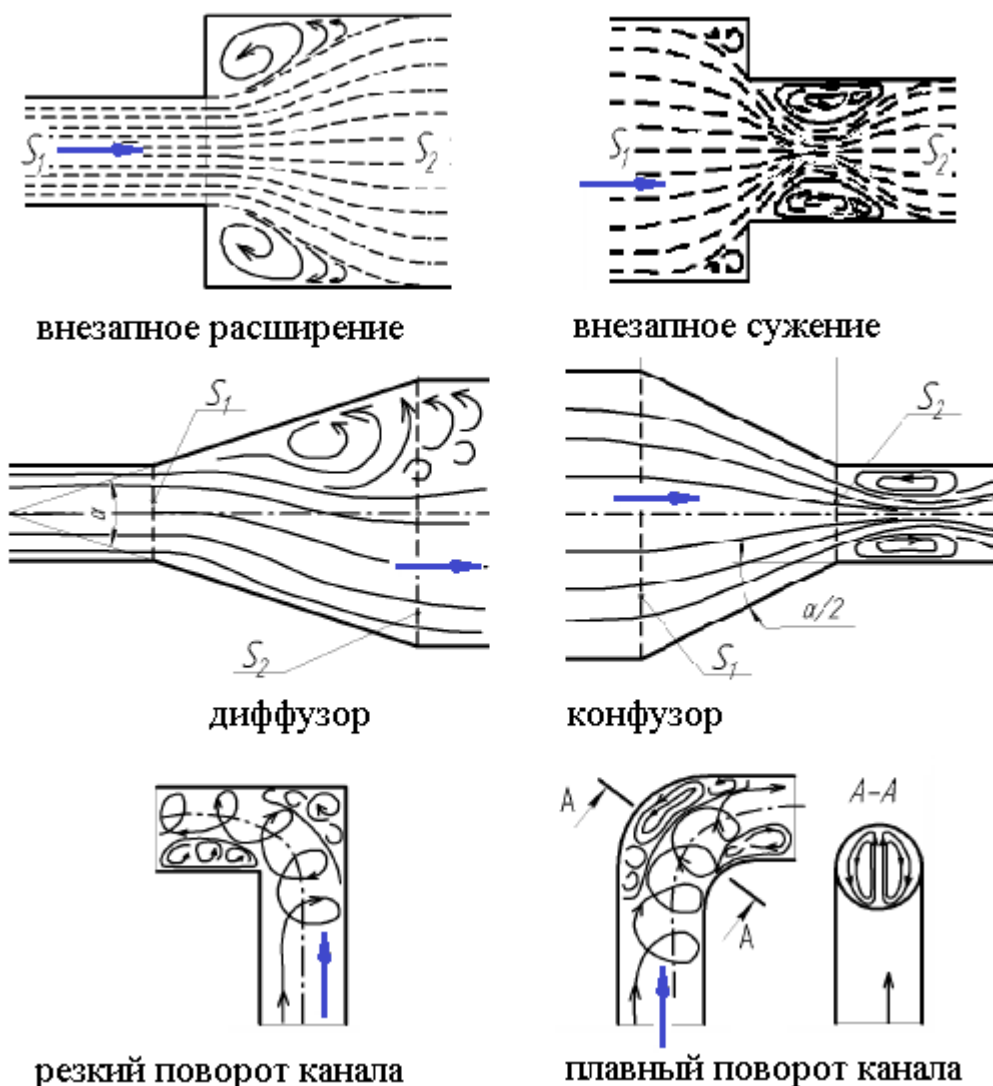 S₁
S₂
S₁
S₂
внезапное расширение
внезапное сужение
S₁
α
S₂
диффузор
S₂
α/2
S₁
конфузор
A
A
A-A
резкий поворот канала
плавный поворот канала